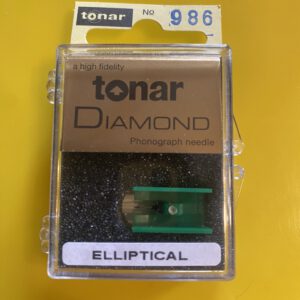 tonar No 986
a high fidelity
tonar
DIAMOND
Phonograph needle
ELLIPTICAL